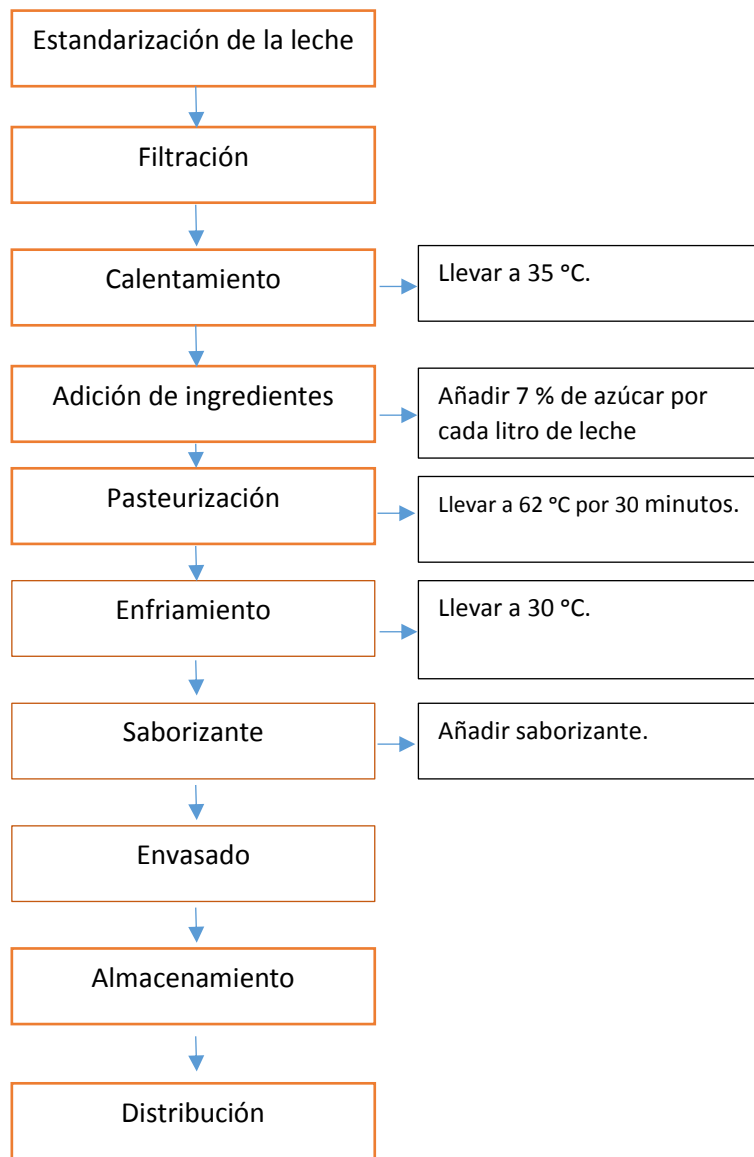 Estandarización de la leche
Filtración
Calentamiento
Llevar a 35 °C.
Adición de ingredientes
Añadir 7 % de azúcar por
cada litro de leche
Pasteurización
Llevar a 62 °C por 30 minutos.
Enfriamiento
Llevar a 30 °C.
Saborizante
Añadir saborizante.
Envasado
Almacenamiento
Distribución